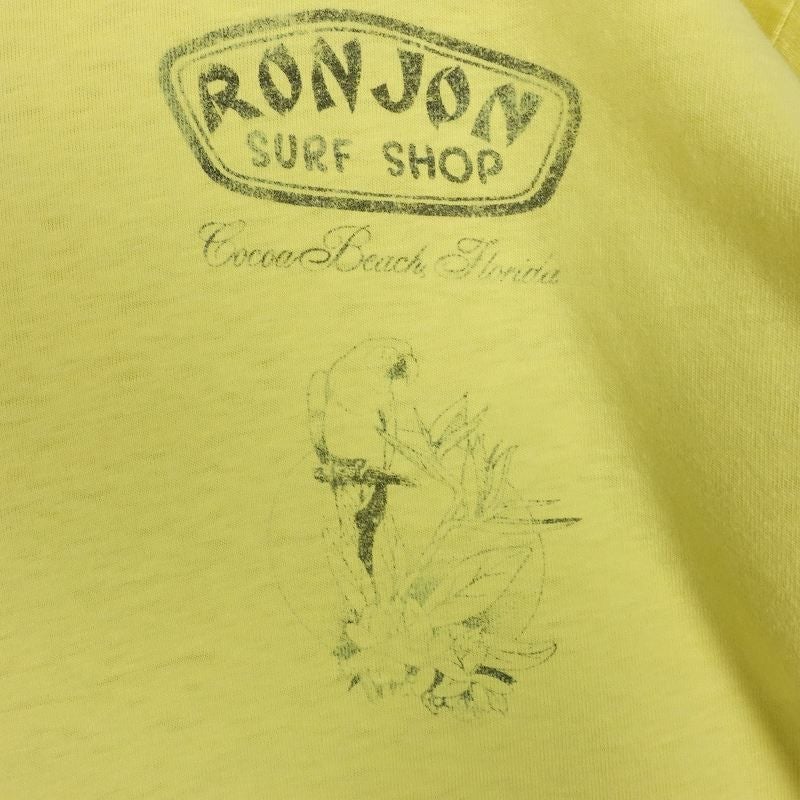 RON JON
SURF SHOP
Cocoa Beach, Florida